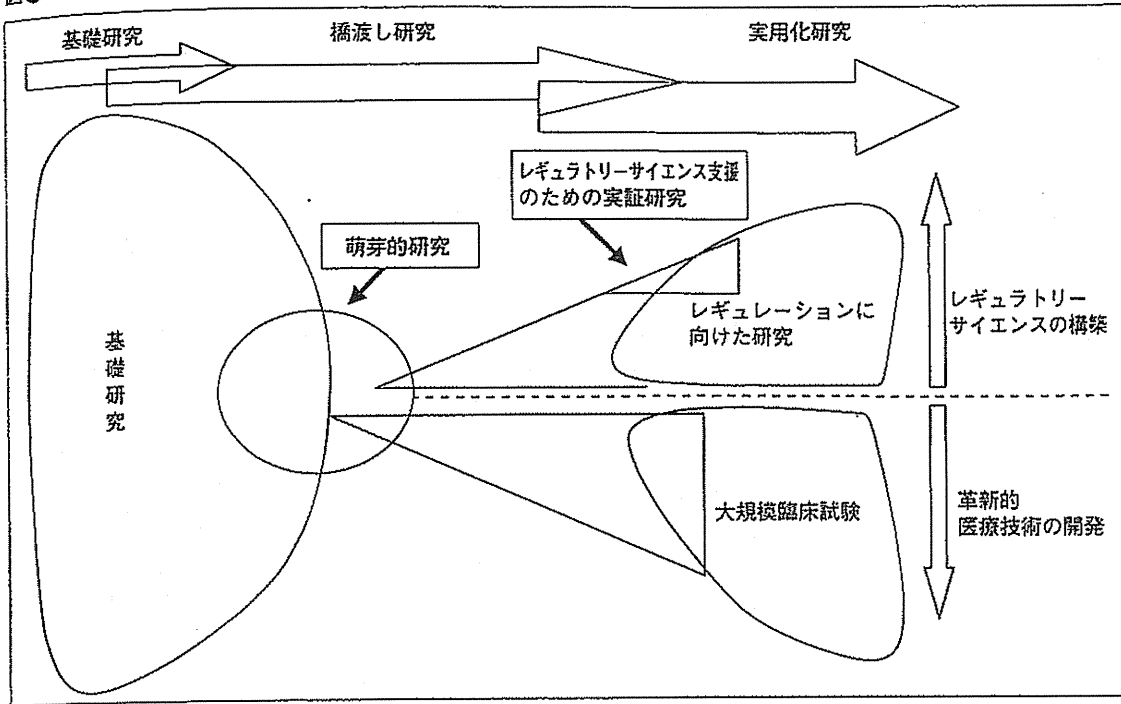 基礎研究
橋渡し研究
実用化研究
レギュラトリーサイエンス支援
のための実証研究
萌芽的研究
基礎研究
レギュレーションに
向けた研究
レギュラトリー
サイエンスの構築
大規模臨床試験
革新的
医療技術の開発